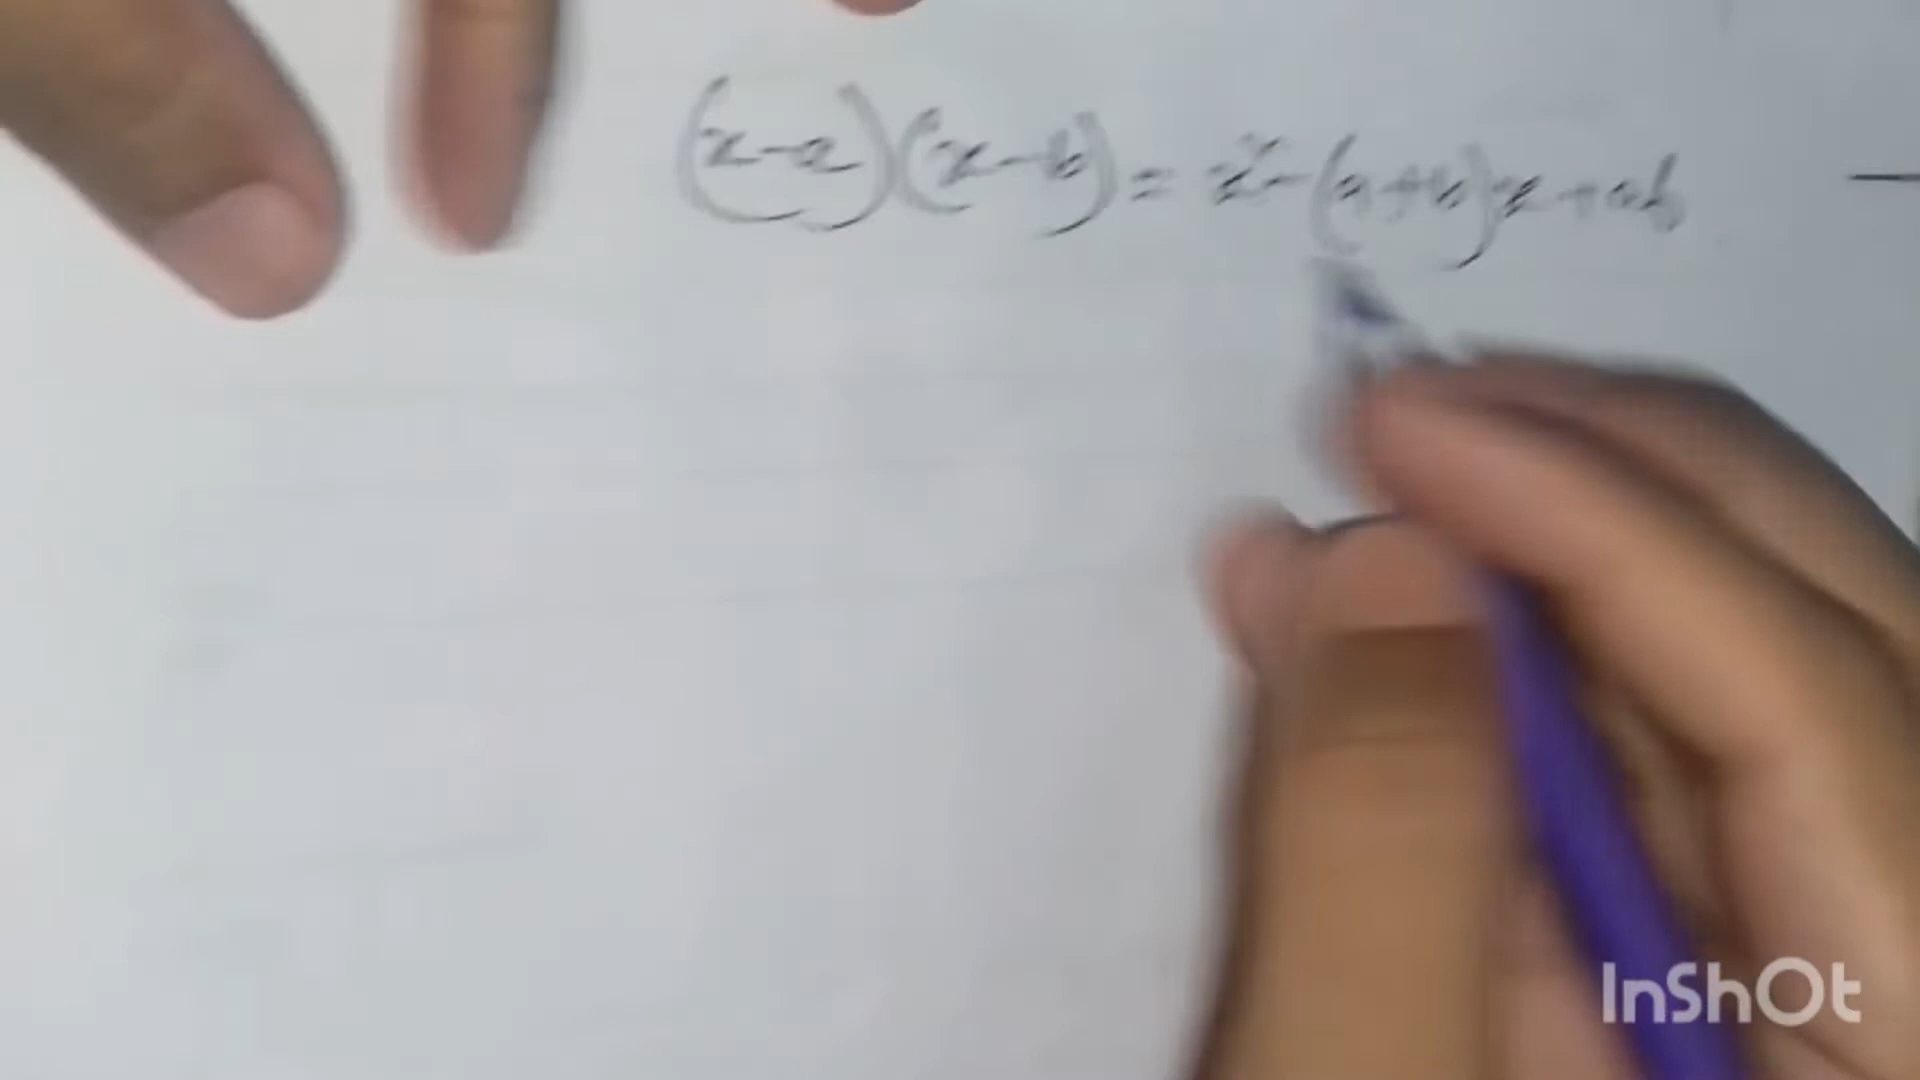 (x-a)(x-b) = x²-(a+b)x+ab
InShOt